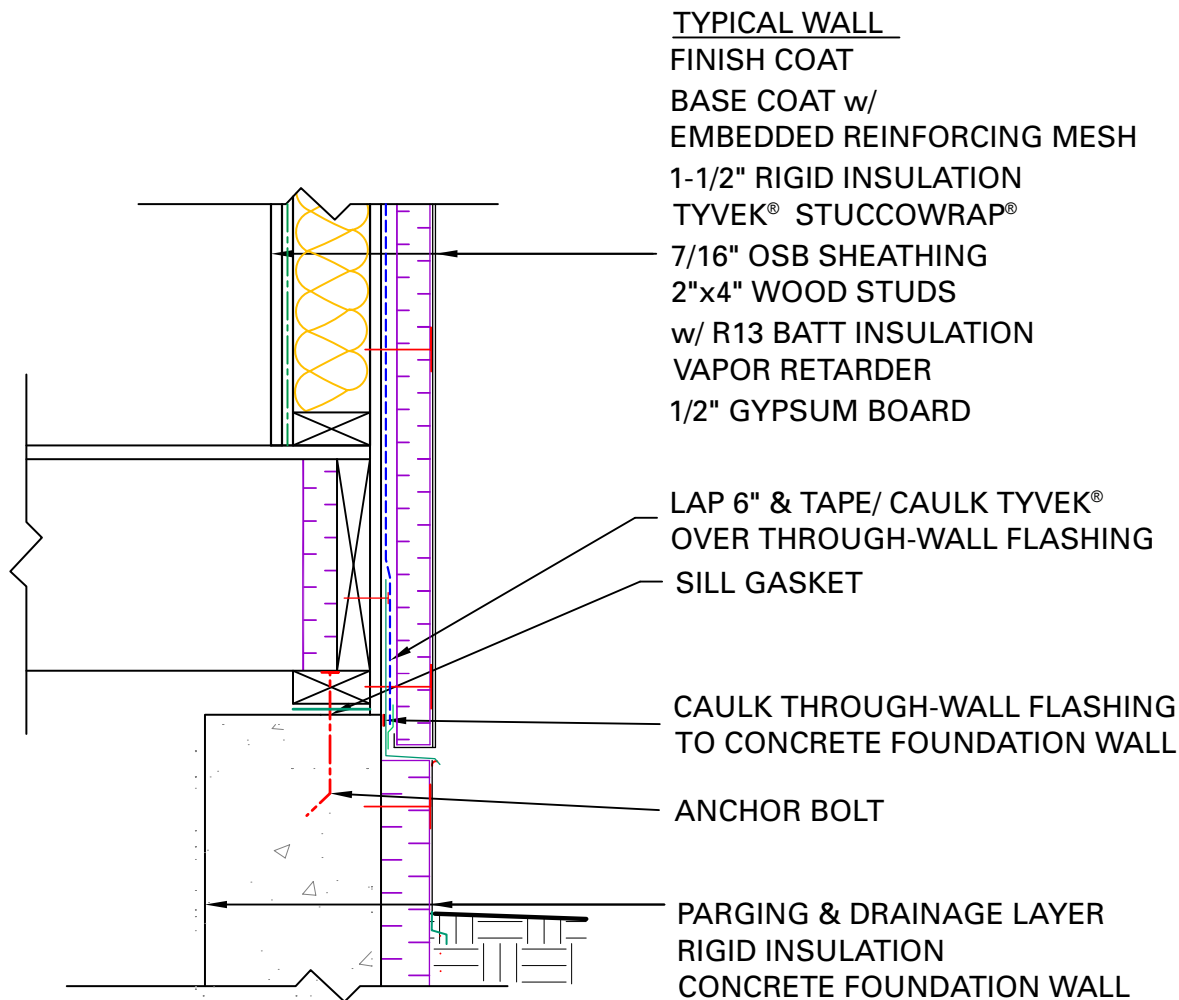 TYPICAL WALL
FINISH COAT
BASE COAT w/
EMBEDDED REINFORCING MESH
1-1/2" RIGID INSULATION
TYVEK® STUCCOWRAP®
7/16" OSB SHEATHING
2"x4" WOOD STUDS
w/ R13 BATT INSULATION
VAPOR RETARDER
1/2" GYPSUM BOARD
LAP 6" & TAPE/ CAULK TYVEK®
OVER THROUGH-WALL FLASHING
SILL GASKET
CAULK THROUGH-WALL FLASHING
TO CONCRETE FOUNDATION WALL
ANCHOR BOLT
PARGING & DRAINAGE LAYER
RIGID INSULATION
CONCRETE FOUNDATION WALL